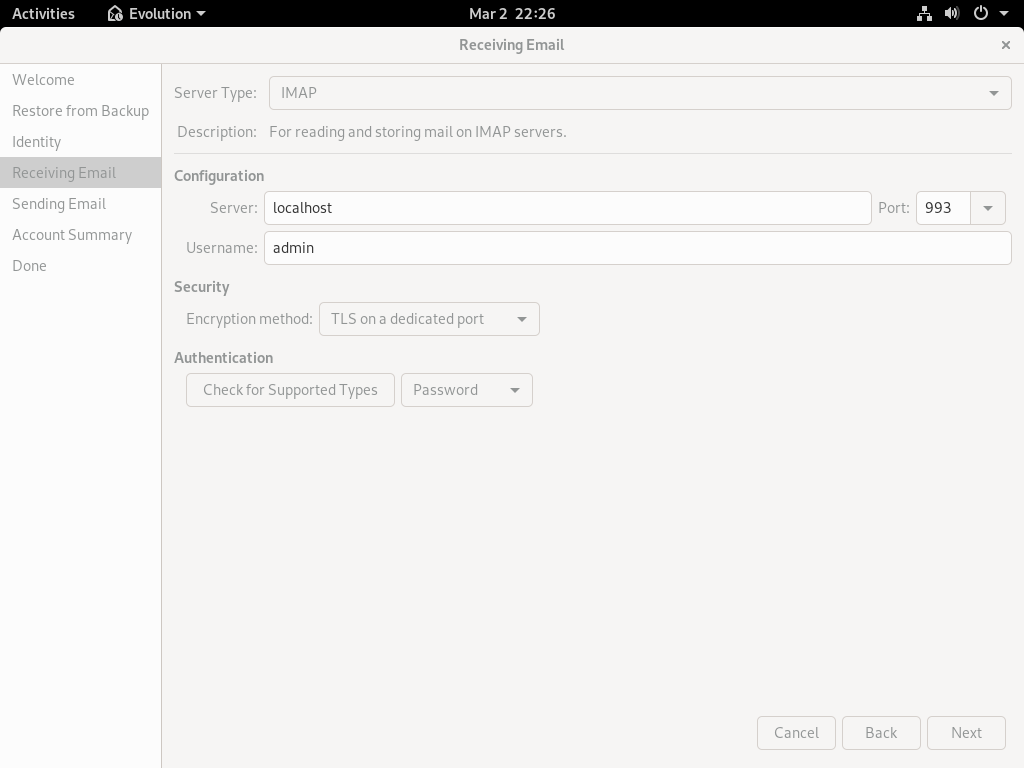 Activities
Evolution
Mar 2 22:26
Receiving Email
Welcome
Restore from Backup
Identity
Receiving Email
Sending Email
Account Summary
Done
Server Type: IMAP
Description: For reading and storing mail on IMAP servers.
Configuration
Server: localhost Port: 993
Username: admin
Security
Encryption method: TLS on a dedicated port
Authentication
Check for Supported Types Password
Cancel Back Next